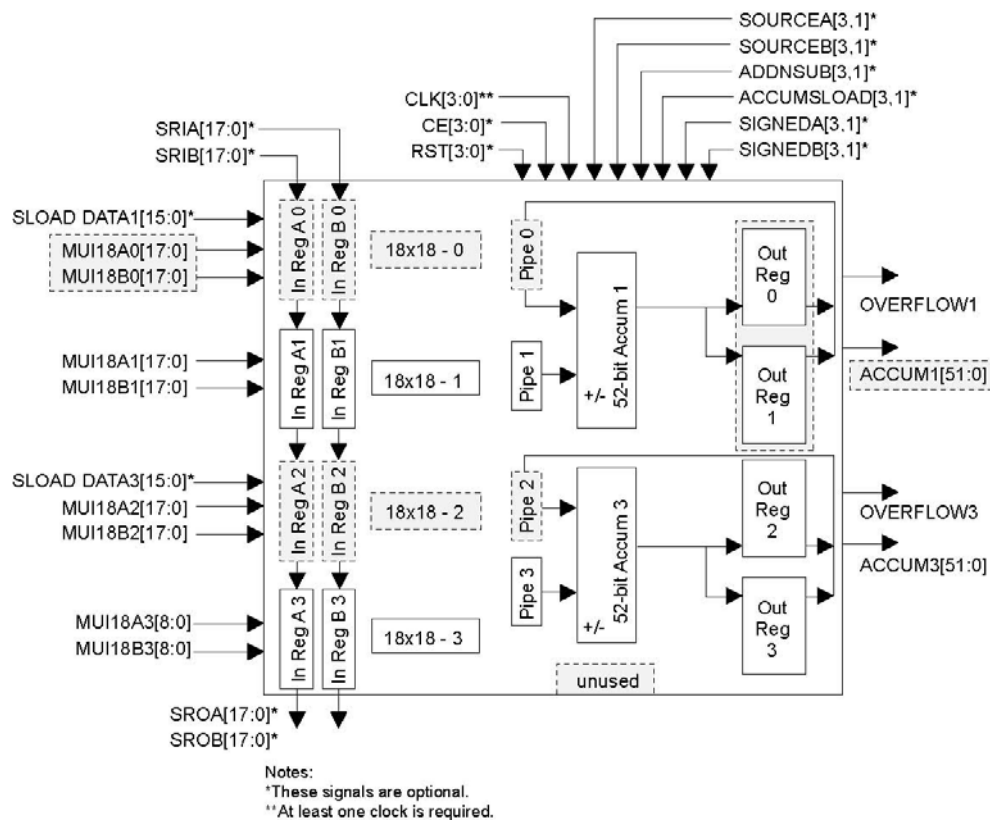 SOURCEA[3,1]*
SOURCEB[3,1]*
ADDNSUB[3,1]*
ACCUMSLOAD[3,1]*
SIGNEDA[3,1]*
SIGNEDB[3,1]*
CLK[3:0]**
CE[3:0]*
RST[3:0]*
SRIA[17:0]*
SRIB[17:0]*
SLOAD DATA1[15:0]*
MUI18A0[17:0]
MUI18B0[17:0]
MUI18A1[17:0]
MUI18B1[17:0]
SLOAD DATA3[15:0]*
MUI18A2[17:0]
MUI18B2[17:0]
MUI18A3[8:0]
MUI18B3[8:0]
In Reg A 0
In Reg B 0
In Reg A1
In Reg B1
In Reg A 2
In Reg B 2
In Reg A 3
In Reg B 3
18x18 - 0
18x18 - 1
18x18 - 2
18x18 - 3
Pipe 0
Pipe 1
Pipe 2
Pipe 3
+/-
52-bit Accum 1
+/-
52-bit Accum 3
Out
Reg
0
Out
Reg
1
Out
Reg
2
Out
Reg
3
OVERFLOW1
ACCUM1[51:0]
OVERFLOW3
ACCUM3[51:0]
unused
SROA[17:0]*
SROB[17:0]*
Notes:
*These signals are optional.
**At least one clock is required.